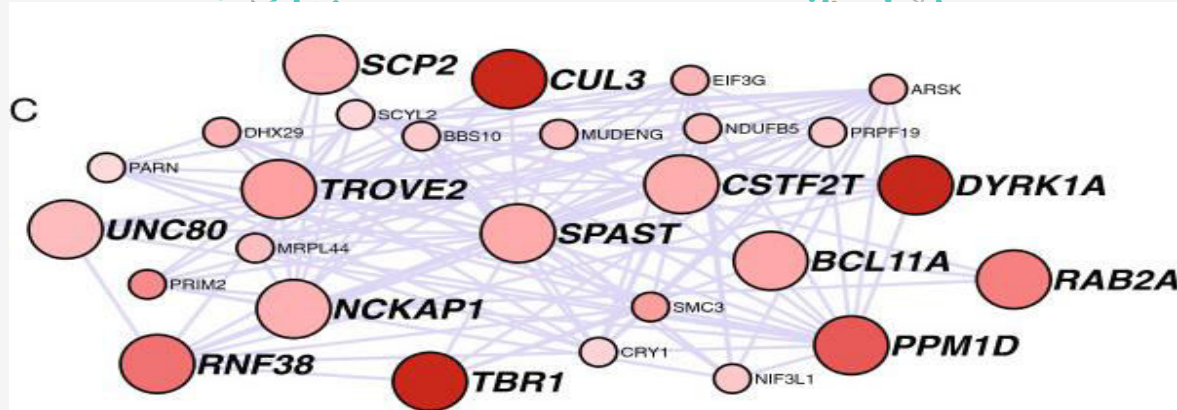 SCP2
CUL3
EIF3G
ARSK
C
SCYL2
DHX29
BBS10
MUDENG
NDUFB5
PRPF19
PARN
TROVE2
CSTF2T
DYRK1A
UNC80
SPAST
MRPL44
BCL11A
PRIM2
RAB2A
NCKAP1
SMC3
RNF38
CRY1
PPM1D
TBR1
NIF3L1